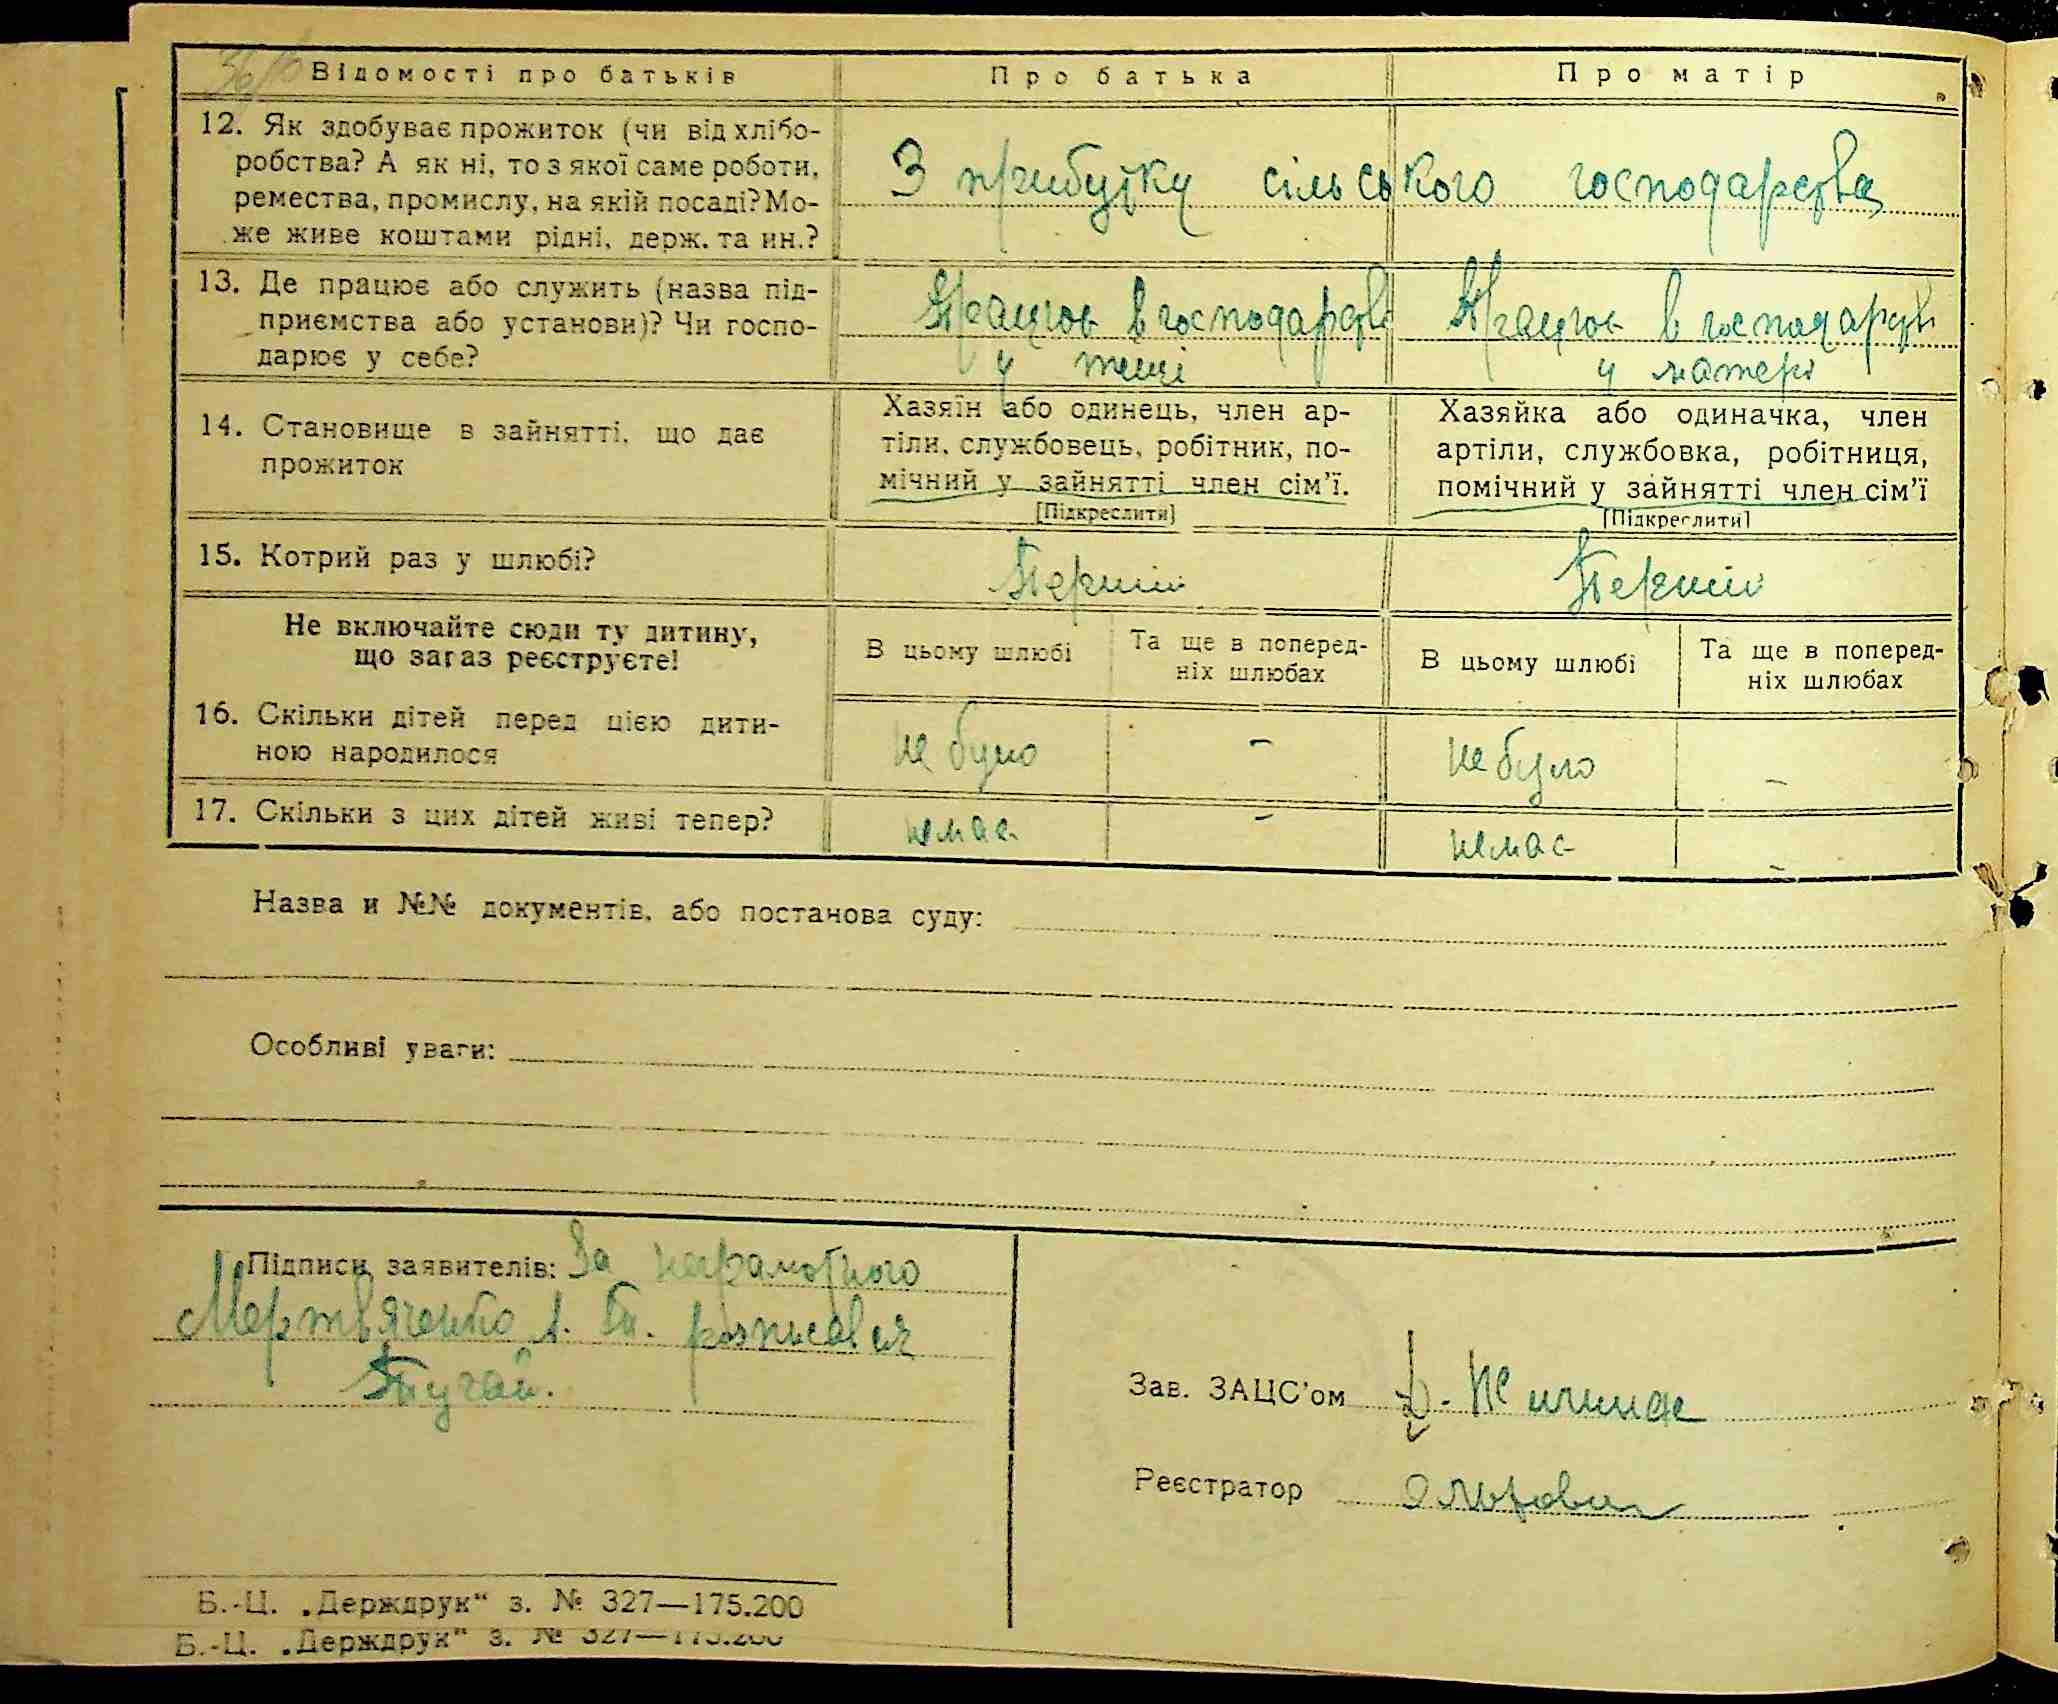 Відомості про батьків Про батька Про матір
12. Як здобуває прожиток (чи від хлібо-
робства? А як ні, то з якої саме роботи,
ремества, промислу, на якій посаді? Мо-
же живе коштами рідні, держ. та ин.?
З прибутку сільського господарства
13. Де працює або служить (назва під-
приємства або установи)? Чи госпо-
дарює у себе?
Працює в господарстві
у тещі
Працює в господарстві
у матері
14. Становище в зайнятті, що дає
прожиток
Хазяїн або одинець, член ар-
тіли, службовець, робітник, по-
мічний у зайнятті член сім’ї.
[Підкреслити]
Хазяйка або одиначка, член
артіли, службовка, робітниця,
помічний у зайнятті член сім’ї
[Підкреслити]
15. Котрий раз у шлюбі?
Перший Перший
Не включайте сюди ту дитину,
що зараз реєструєте!
В цьому шлюбі
Та ще в поперед-
ніх шлюбах
В цьому шлюбі
Та ще в поперед-
ніх шлюбах
16. Скільки дітей перед цією дити-
ною народилося
не було - не було -
17. Скільки з цих дітей живі тепер?
немає - немає -
Назва и №№ документів, або постанова суду:
Особливі уваги:
Підписи заявителів: За неграмотного
розписався
Пугай.
Зав. ЗАЦС’ом
Реєстратор
Б.-Ц. „Держдрук“ з. № 327—175.200
Б.-Ц. „Держдрук“ з. № 327—175.200